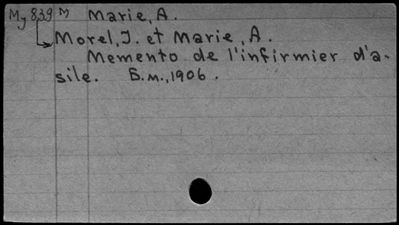 My 839 M Marie, A.
Morel, J. et Marie, A.
Memento de l'infirmier d'a-
sile. Б.м., 1906.